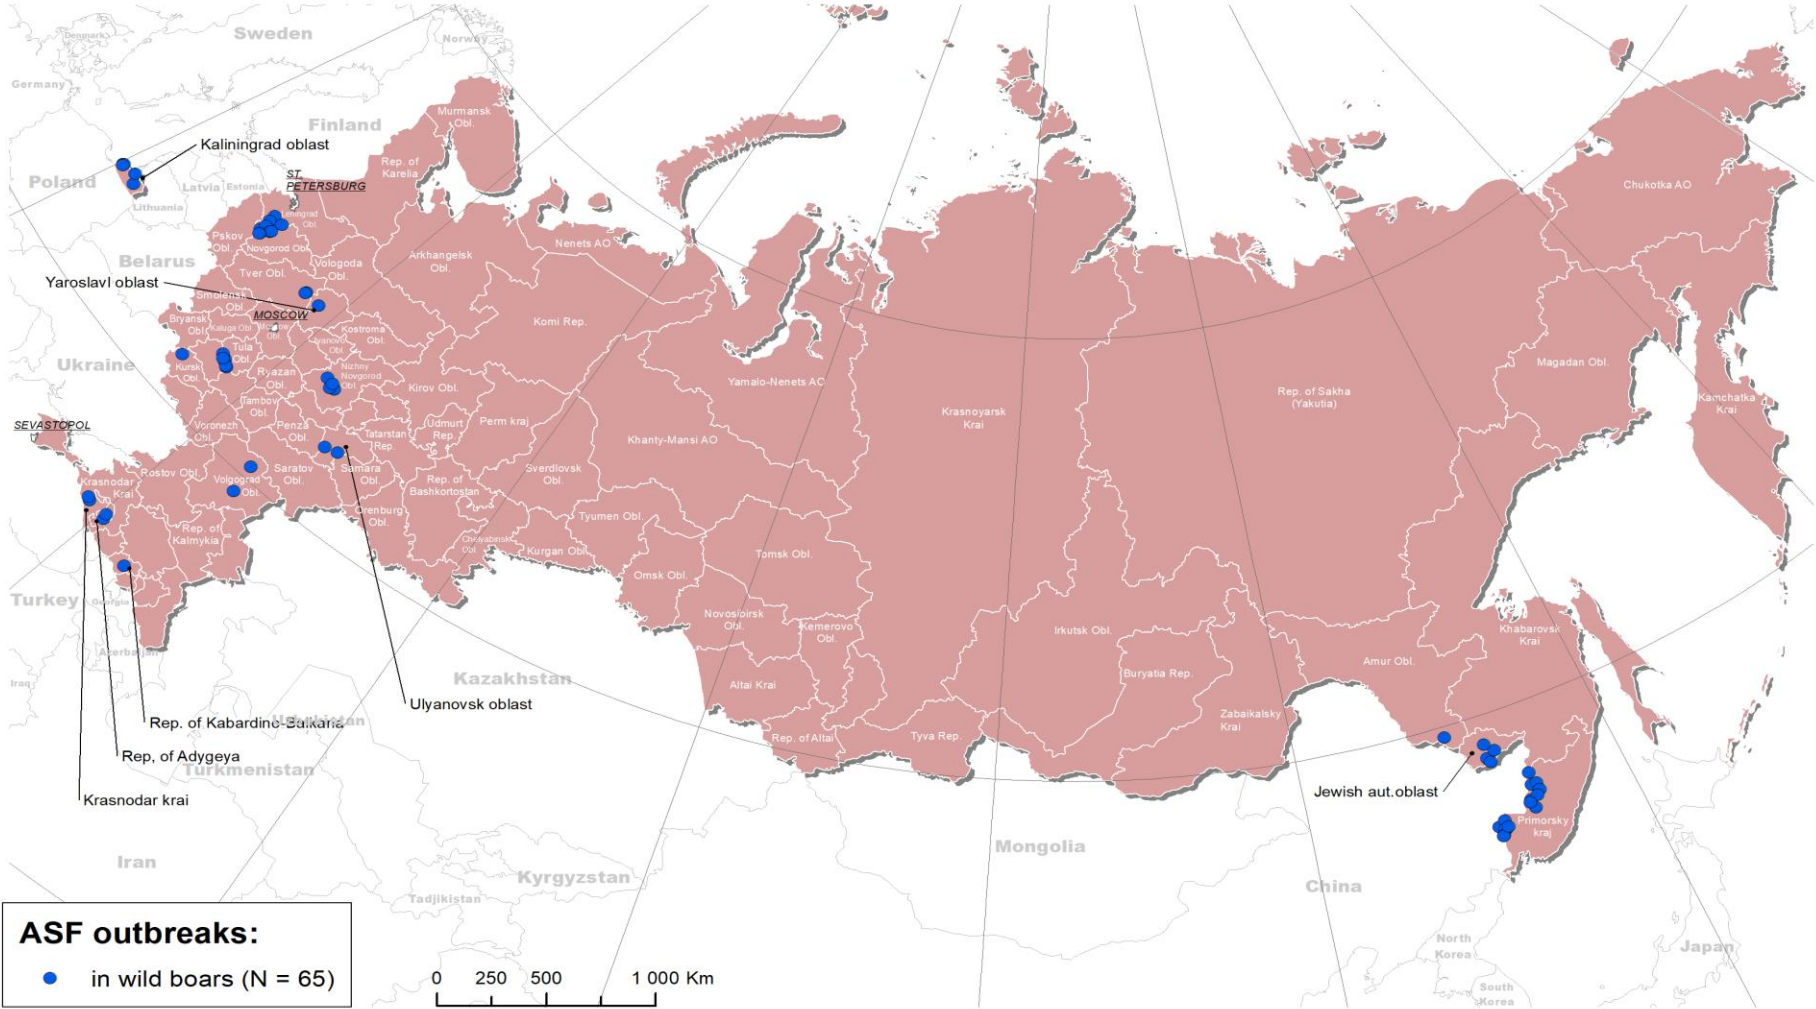 Denmark
Sweden
Norway
Germany
Murmansk
Obl.
Finland
Kaliningrad oblast
Rep. of
Karelia
ST.
PETERSBURG
Poland
Latvia
Estonia
Lithuania
Chukotka AO
Leningrad
Obl.
Pskov
Obl.
Novgorod Obl.
Nenets AO
Arkhangelsk
Obl.
Belarus
Vologda
Obl.
Tver Obl.
Yaroslavl oblast
Smolensk
Obl.
MOSCOW
Bryansk
Obl.
Kaluga Obl.
Kostroma
Obl.
Komi Rep.
Tula
Obl.
Ukraine
Kursk
Obl.
Ryazan
Obl.
Nizhny
Novgorod
Obl.
Kirov Obl.
Yamalo-Nenets AO
Magadan Obl.
Rep. of Sakha
(Yakutia)
Krasnoyarsk
Krai
Kamchatka
Krai
Tambov
Obl.
SEVASTOPOL
Voronezh
Obl.
Penza
Obl.
Tatarstan
Rep.
Udmurt
Rep.
Perm kraj
Khanty-Mansi AO
Rostov Obl.
Saratov
Obl.
Samara
Obl.
Sverdlovsk
Obl.
Volgograd
Obl.
Krasnodar
Krai
Rep. of
Bashkortostan
Orenburg
Obl.
Tyumen Obl.
Rep. of
Kalmykia
Chelyabinsk
Obl.
Kurgan Obl.
Tomsk Obl.
Omsk Obl.
Turkey
Georgia
Novosibirsk
Obl.
Kemerovo
Obl.
Irkutsk Obl.
Khabarovsk
Krai
Azerbaijan
Amur Obl.
Iraq
Kazakhstan
Altai Krai
Buryatia Rep.
Ulyanovsk oblast
Zabaikalsky
Krai
Rep. of Kabardino-Balkaria
Uzbekistan
Rep. of Altai
Tyva Rep.
Rep, of Adygeya
Turkmenistan
Krasnodar krai
Jewish aut.oblast
Primorsky
kraj
Mongolia
Iran
Kyrgyzstan
China
Tadjikistan
North
Korea
Japan
South
Korea
ASF outbreaks:
in wild boars (N = 65)
0 250 500 1 000 Km